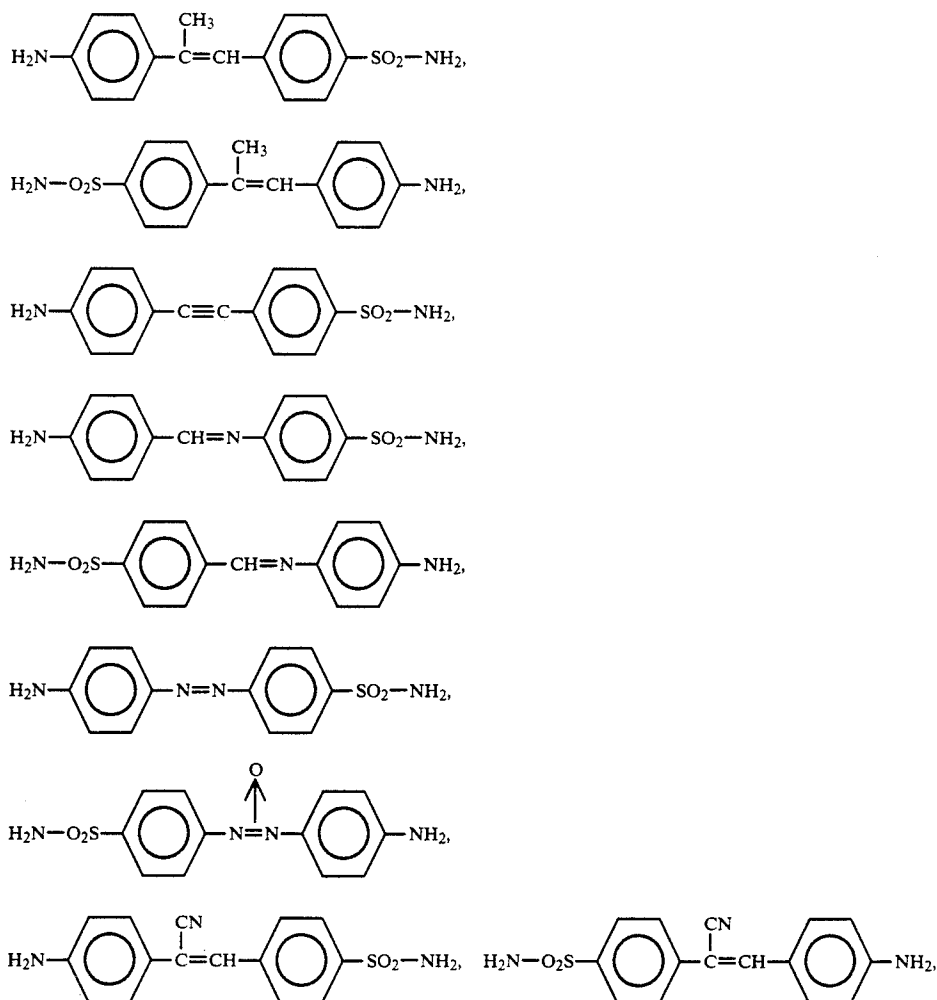 CH3
H2N C=CH SO2-NH2,
CH3
H2N-O2S C=CH NH2,
H2N C≡C SO2-NH2,
H2N CH=N SO2-NH2,
H2N-O2S CH=N NH2,
H2N N=N SO2-NH2,
O
H2N-O2S N=N NH2,
CN CN
H2N C=CH SO2-NH2, H2N-O2S C=CH NH2,